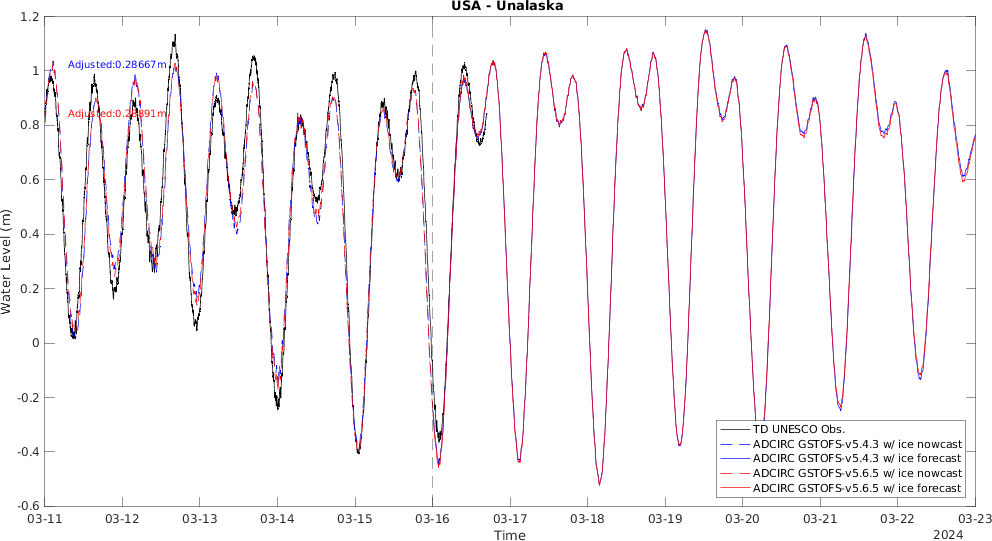 USA - Unalaska
1.2
1
0.8
0.6
0.4
0.2
0
-0.2
-0.4
-0.6
Water Level (m)
Adjusted:0.28667m
TD UNESCO Obs.
ADCIRC GSTOFS-v5.4.3 w/ ice nowcast
ADCIRC GSTOFS-v5.4.3 w/ ice forecast
ADCIRC GSTOFS-v5.6.5 w/ ice nowcast
ADCIRC GSTOFS-v5.6.5 w/ ice forecast
03-11 03-12 03-13 03-14 03-15 03-16 03-17 03-18 03-19 03-20 03-21 03-22 03-23
Time
2024